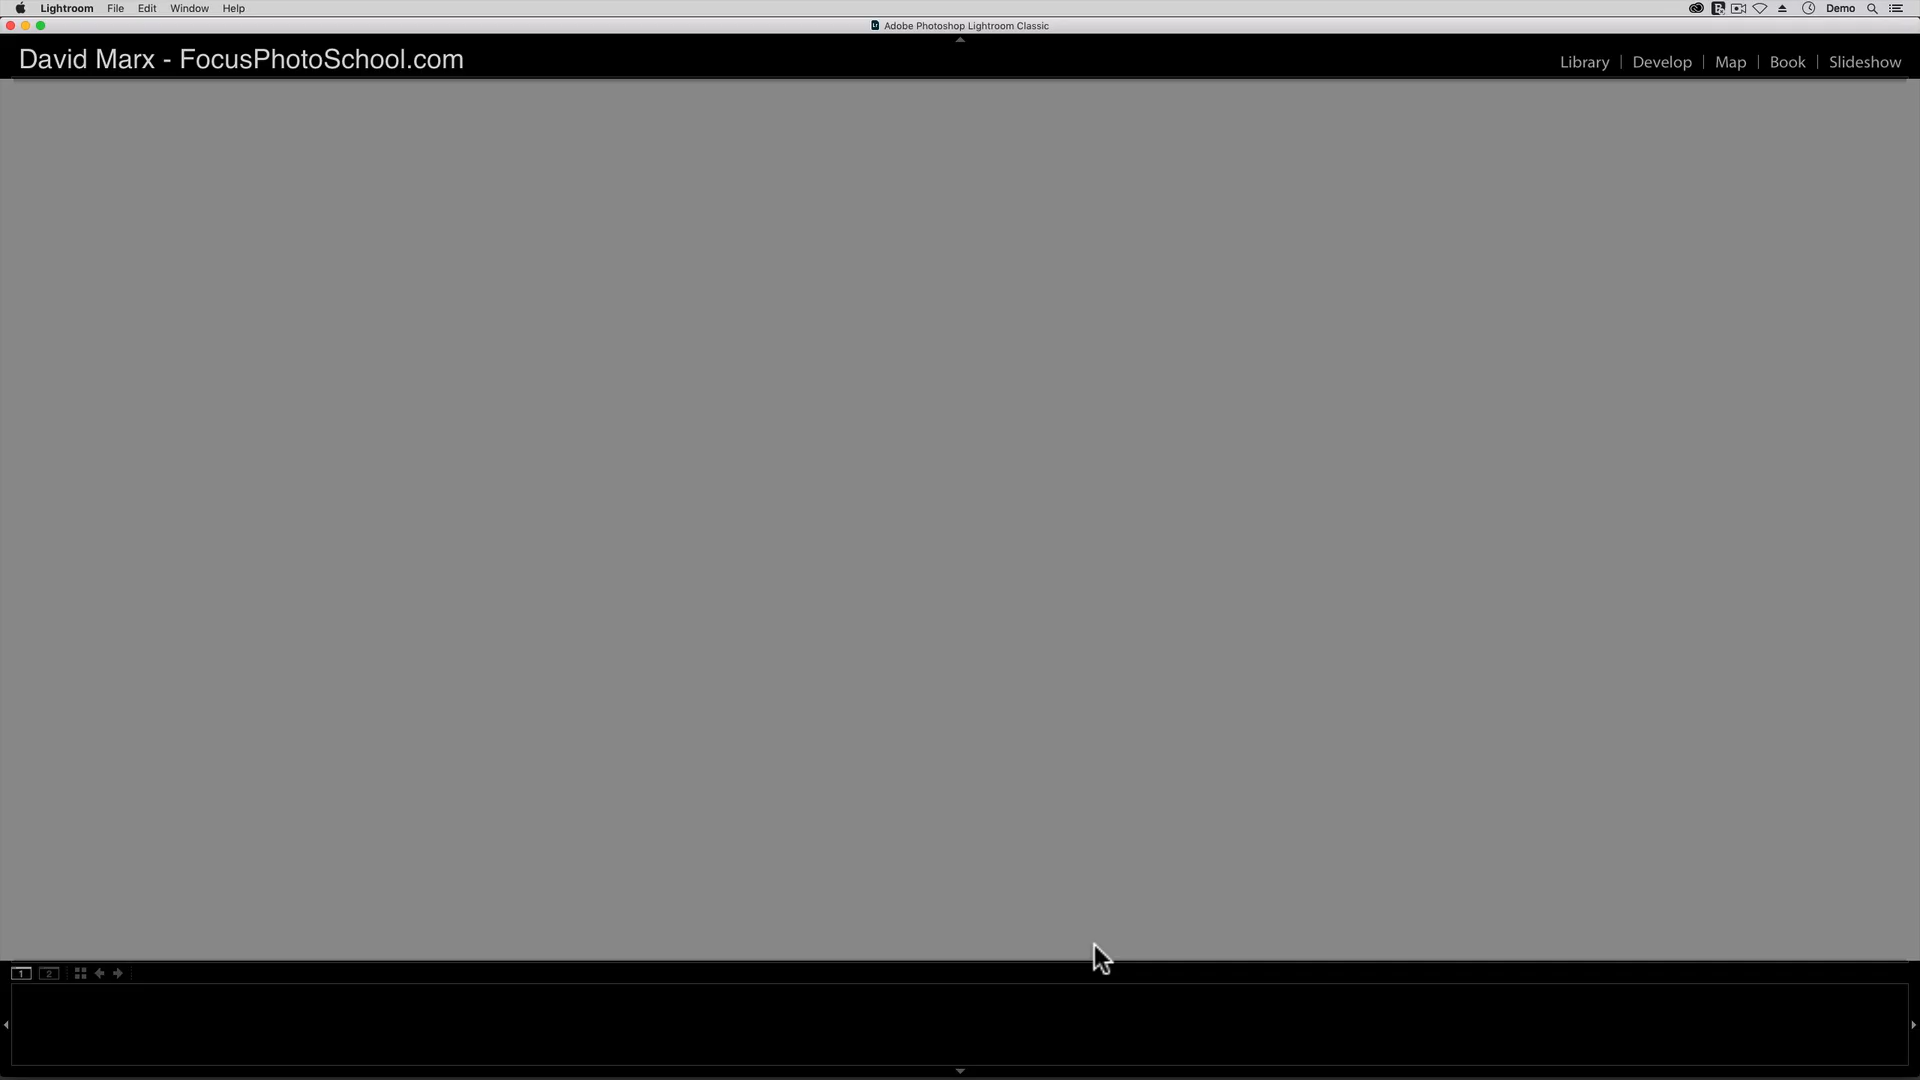 Lightroom File Edit Window Help Demo
Adobe Photoshop Lightroom Classic
David Marx - FocusPhotoSchool.com
Library | Develop | Map | Book | Slideshow
1 2